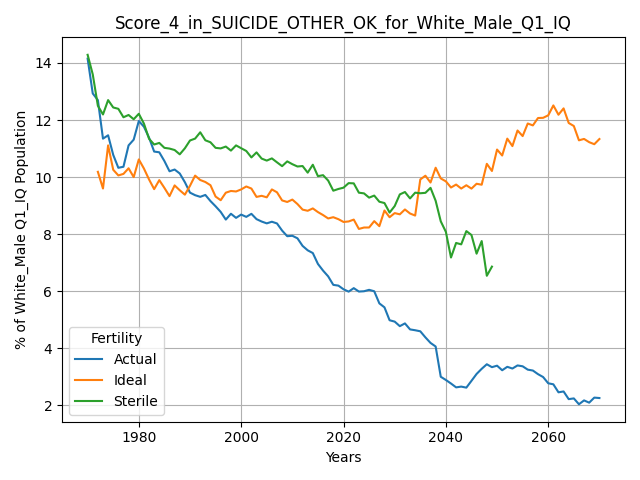 Score_4_in_SUICIDE_OTHER_OK_for_White_Male_Q1_IQ
% of White_Male Q1_IQ Population
14
12
10
8
6
4
2
Fertility
Actual
Ideal
Sterile
1980
2000
2020
2040
2060
Years